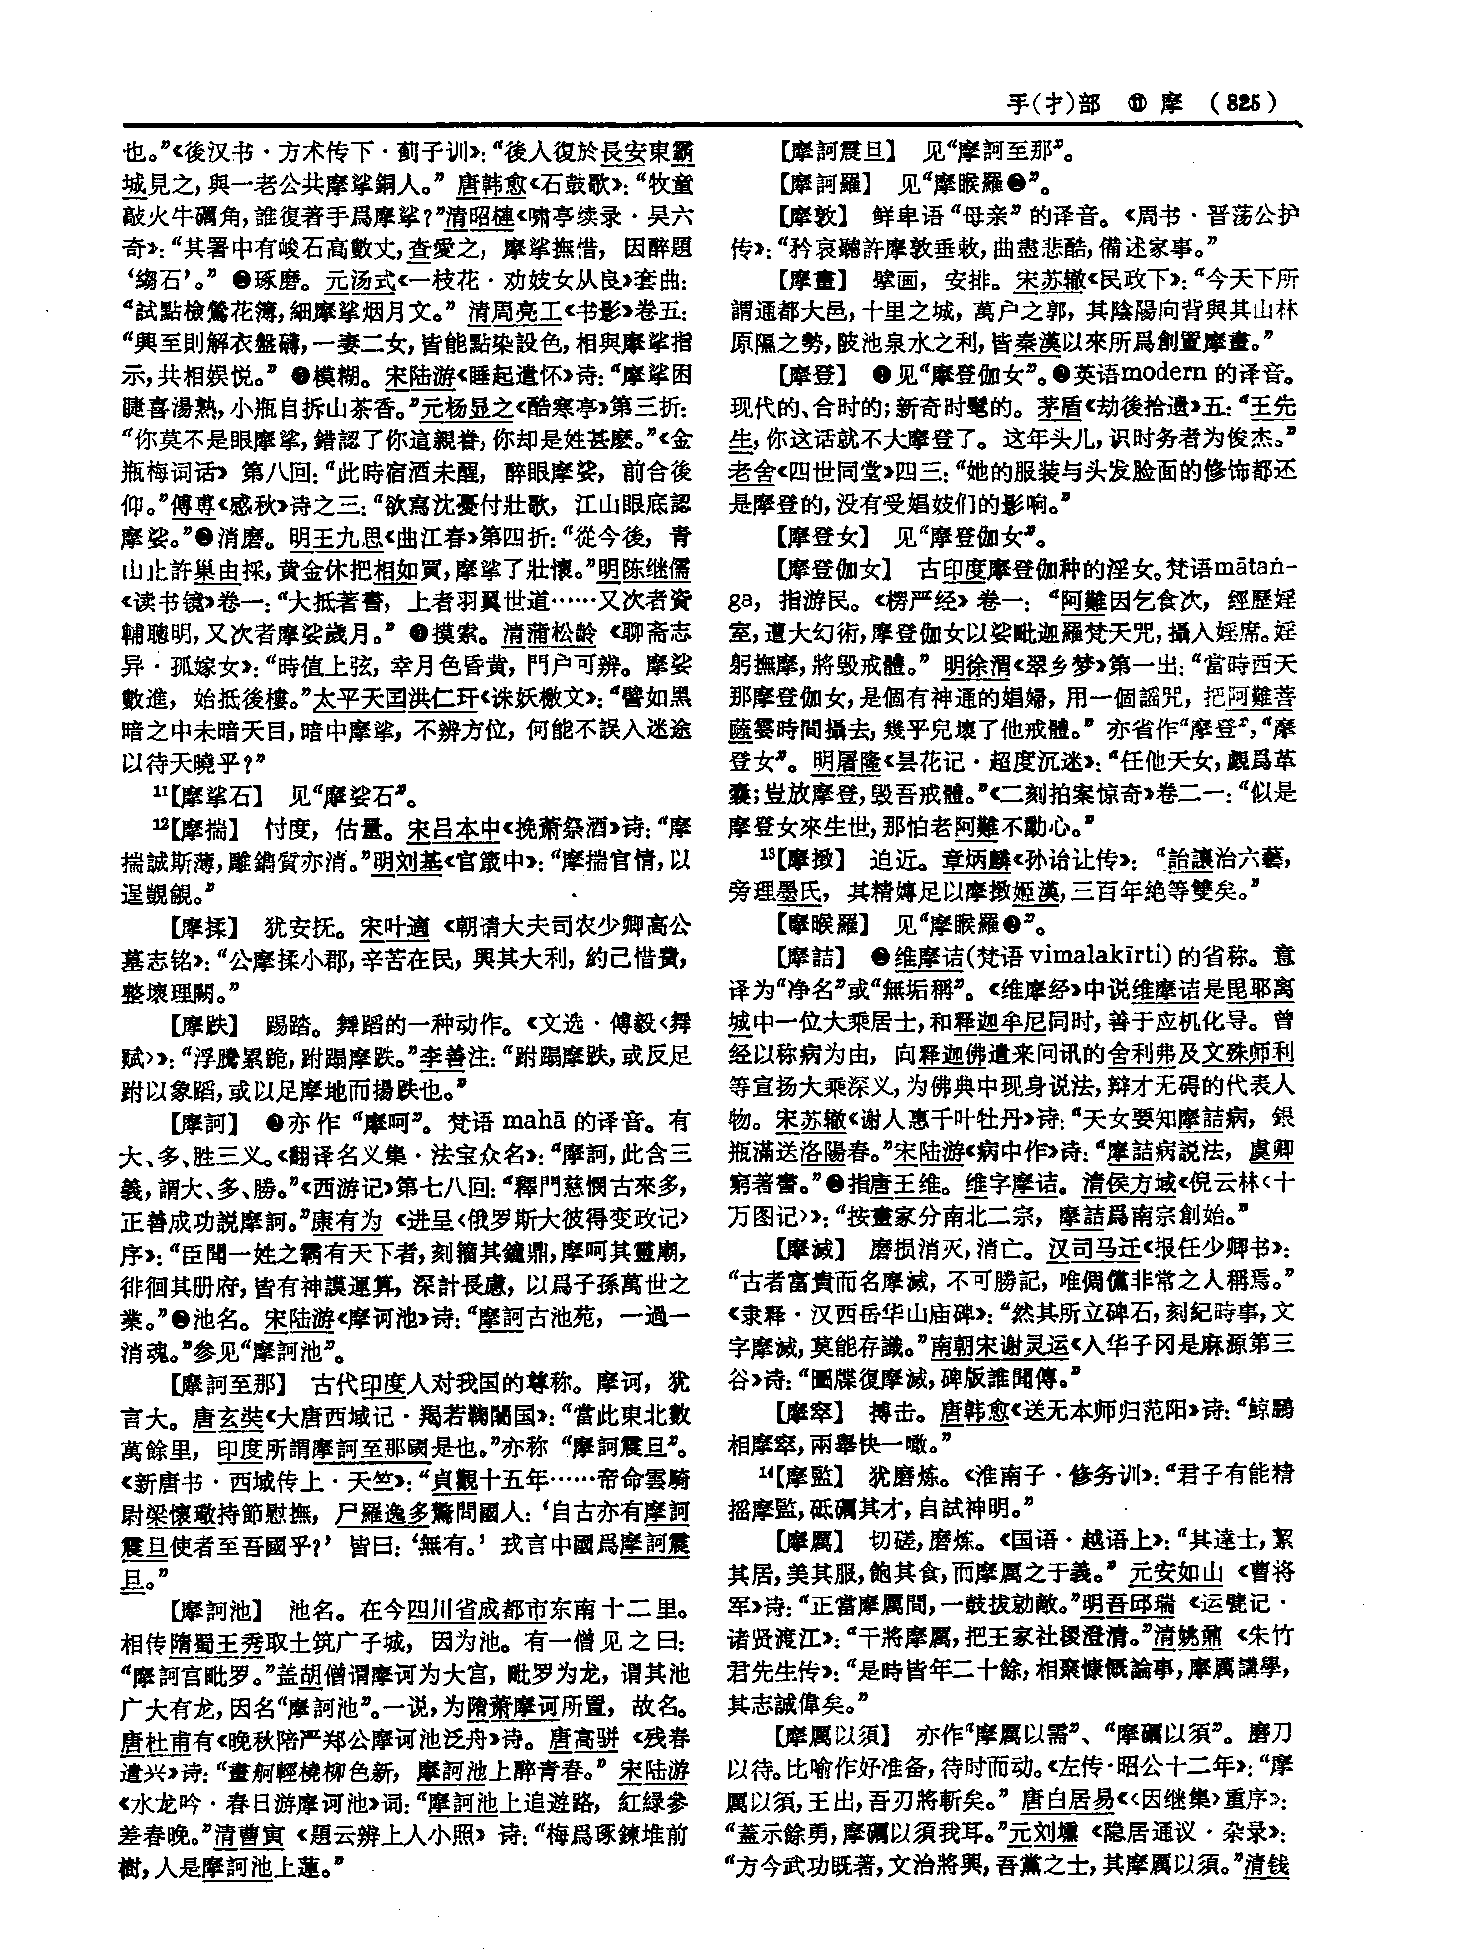 手(扌)部 ⑪ 摩 (825)
也。”《後汉书·方术传下·蓟子训》：“後人復於長安東霸
城見之，與一老公共摩挲銅人。” 唐韩愈《石鼓歌》：“牧童
敲火牛礪角，誰復著手爲摩挲？”清昭槤《啸亭续录·吴六
奇》：“其署中有峻石高數丈，查愛之，摩挲撫惜，因醉題
‘縐石’。” ❷琢磨。元汤式《一枝花·劝妓女从良》套曲：
“試點檢鶯花簿，細摩挲烟月文。” 清周亮工《书影》卷五：
“興至則解衣盤礴，一妻二女，皆能點染設色，相與摩挲指
示，共相娱悦。” ❸模糊。宋陆游《睡起遣怀》诗：“摩挲困
睫喜湯熟，小瓶自拆山茶香。”元杨显之《酷寒亭》第三折：
“你莫不是眼摩挲，錯認了你這親眷，你却是姓甚麽。”《金
瓶梅词话》第八回：“此時宿酒未醒，醉眼摩娑，前合後
仰。”傅尃《感秋》诗之三：“欲寫沈憂付壯歌，江山眼底認
摩娑。”❹消磨。明王九思《曲江春》第四折：“從今後，青
山止許巢由採，黄金休把相如買，摩挲了壯懷。”明陈继儒
《读书镜》卷一：“大抵著書，上者羽翼世道……又次者資
輔聰明，又次者摩娑歲月。” ❺摸索。清蒲松龄《聊斋志
异·孤嫁女》：“時值上弦，幸月色昏黄，門户可辨。摩娑
數進，始抵後樓。”太平天囯洪仁玕《诛妖檄文》：“譬如黑
暗之中未暗天目，暗中摩挲，不辨方位，何能不誤入迷途
以待天曉乎？”
¹¹【摩挲石】 见“摩娑石”。
¹²【摩揣】 忖度，估量。宋吕本中《挽萧祭酒》诗：“摩
揣誠斯薄，雕鐫質亦消。”明刘基《官箴中》：“摩揣官情，以
逞覬覦。”
【摩揉】 犹安抚。宋叶適《朝请大夫司农少卿高公
墓志铭》：“公摩揉小郡，辛苦在民，興其大利，約己惜費，
整壞理闕。”
【摩跌】 踢踏。舞蹈的一种动作。《文选·傅毅〈舞
赋〉》：“浮騰累跪，跗蹋摩跌。”李善注：“跗蹋摩跌，或反足
跗以象蹈，或以足摩地而揚跌也。”
【摩訶】 ❶亦作“摩呵”。梵语 mahā 的译音。有
大、多、胜三义。《翻译名义集·法宝众名》：“摩訶，此含三
義，謂大、多、勝。”《西游记》第七八回：“釋門慈憫古來多，
正善成功説摩訶。”康有为《进呈〈俄罗斯大彼得变政记〉
序》：“臣聞一姓之霸有天下者，刻籀其鐘鼎，摩呵其靈廟，
徘徊其册府，皆有神謨運算，深計長慮，以爲子孫萬世之
業。”❷池名。宋陆游《摩诃池》诗：“摩訶古池苑，一過一
消魂。”参见“摩訶池”。
【摩訶至那】 古代印度人对我国的尊称。摩诃，犹
言大。唐玄奘《大唐西域记·羯若鞠闍国》：“當此東北數
萬餘里，印度所謂摩訶至那國是也。”亦称“摩訶震旦”。
《新唐书·西域传上·天竺》：“貞觀十五年……帝命雲騎
尉梁懷璥持節慰撫，尸羅逸多驚問國人：‘自古亦有摩訶
震旦使者至吾國乎？’皆曰：‘無有。’戎言中國爲摩訶震
旦。”
【摩訶池】 池名。在今四川省成都市东南十二里。
相传隋蜀王秀取土筑广子城，因为池。有一僧见之曰：
“摩訶宫毗罗。”盖胡僧谓摩诃为大宫，毗罗为龙，谓其池
广大有龙，因名“摩訶池”。一说，为隋萧摩诃所置，故名。
唐杜甫有《晚秋陪严郑公摩诃池泛舟》诗。唐高骈《残春
遣兴》诗：“畫舸輕橈柳色新，摩訶池上醉青春。” 宋陆游
《水龙吟·春日游摩诃池》词：“摩訶池上追遊路，紅緑參
差春晚。”清曹寅《题云辨上人小照》诗：“梅爲琢鍊堆前
樹，人是摩訶池上蓮。”
【摩訶震旦】 见“摩訶至那”。
【摩訶羅】 见“摩睺羅❷”。
【摩敦】 鲜卑语“母亲”的译音。《周书·晋荡公护
传》：“矜哀聽許摩敦垂敕，曲盡悲酷，備述家事。”
【摩畫】 擘画，安排。宋苏辙《民政下》：“今天下所
謂通都大邑，十里之城，萬户之郭，其陰陽向背與其山林
原隰之勢，陂池泉水之利，皆秦漢以來所爲創置摩畫。”
【摩登】 ❶见“摩登伽女”。❷英语modern的译音。
现代的、合时的；新奇时髦的。茅盾《劫後拾遗》五：“王先
生，你这话就不大摩登了。这年头儿，识时务者为俊杰。”
老舍《四世同堂》四三：“她的服装与头发脸面的修饰都还
是摩登的，没有受娼妓们的影响。”
【摩登女】 见“摩登伽女”。
【摩登伽女】 古印度摩登伽种的淫女。梵语mātaṅ-
ga，指游民。《楞严经》卷一：“阿難因乞食次，經歷婬
室，遭大幻術，摩登伽女以娑毗迦羅梵天咒，攝入婬席。婬
躬撫摩，將毁戒體。” 明徐渭《翠乡梦》第一出：“當時西天
那摩登伽女，是個有神通的娼婦，用一個謡咒，把阿難菩
薩霎時間攝去，幾乎兒壞了他戒體。”亦省作“摩登”，“摩
登女”。明屠隆《昙花记·超度沉迷》：“任他天女，覷爲革
囊；豈放摩登，毁吾戒體。”《二刻拍案惊奇》卷二一：“似是
摩登女來生世，那怕老阿難不動心。”
¹³【摩撴】 迫近。章炳麟《孙诒让传》：“詒讓治六藝，
旁理墨氏，其精嫥足以摩撴姬漢，三百年絶等雙矣。”
【摩睺羅】 见“摩睺羅❷”。
【摩詰】 ❶维摩诘(梵语 vimalakīrti)的省称。意
译为“净名”或“無垢稱”。《维摩经》中说维摩诘是毘耶离
城中一位大乘居士，和释迦牟尼同时，善于应机化导。曾
经以称病为由，向释迦佛遣来问讯的舍利弗及文殊师利
等宣扬大乘深义，为佛典中现身说法，辩才无碍的代表人
物。宋苏辙《谢人惠千叶牡丹》诗：“天女要知摩詰病，銀
瓶滿送洛陽春。”宋陆游《病中作》诗：“摩詰病説法，虞卿
窮著書。”❷指唐王维。维字摩诘。清侯方域《倪云林〈十
万图记〉》：“按畫家分南北二宗，摩詰爲南宗創始。”
【摩滅】 磨损消灭，消亡。汉司马迁《报任少卿书》：
“古者富貴而名摩滅，不可勝記，唯倜儻非常之人稱焉。”
《隶释·汉西岳华山庙碑》：“然其所立碑石，刻紀時事，文
字摩滅，莫能存識。”南朝宋谢灵运《入华子冈是麻源第三
谷》诗：“圖牒復摩滅，碑版誰聞傳。”
【摩窣】 搏击。唐韩愈《送无本师归范阳》诗：“鯨鵬
相摩窣，兩舉快一噉。”
¹⁴【摩監】 犹磨炼。《淮南子·修务训》：“君子有能精
摇摩監，砥礪其才，自試神明。”
【摩厲】 切磋，磨炼。《国语·越语上》：“其達士，絜
其居，美其服，飽其食，而摩厲之于義。” 元安如山《曹将
军》诗：“正當摩厲間，一鼓拔勍敵。”明吾邱瑞《运甓记·
诸贤渡江》：“干將摩厲，把王家社稷澄清。”清姚鼐《朱竹
君先生传》：“是時皆年二十餘，相聚慷慨論事，摩厲講學，
其志誠偉矣。”
【摩厲以須】 亦作“摩厲以需”、“摩礪以須”。磨刀
以待。比喻作好准备，待时而动。《左传·昭公十二年》：“摩
厲以須，王出，吾刃將斬矣。” 唐白居易《〈因继集〉重序》：
“蓋示餘勇，摩礪以須我耳。”元刘壎《隐居通议·杂录》：
“方今武功既著，文治將興，吾黨之士，其摩厲以須。”清钱